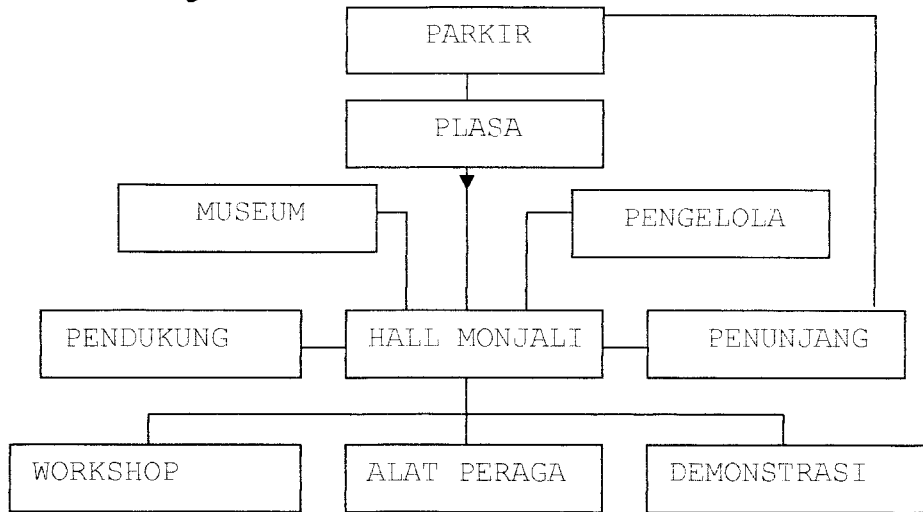 PARKIR
PLASA
MUSEUM
PENGELOLA
PENDUKUNG
HALL MONJALI
PENUNJANG
WORKSHOP
ALAT PERAGA
DEMONSTRASI